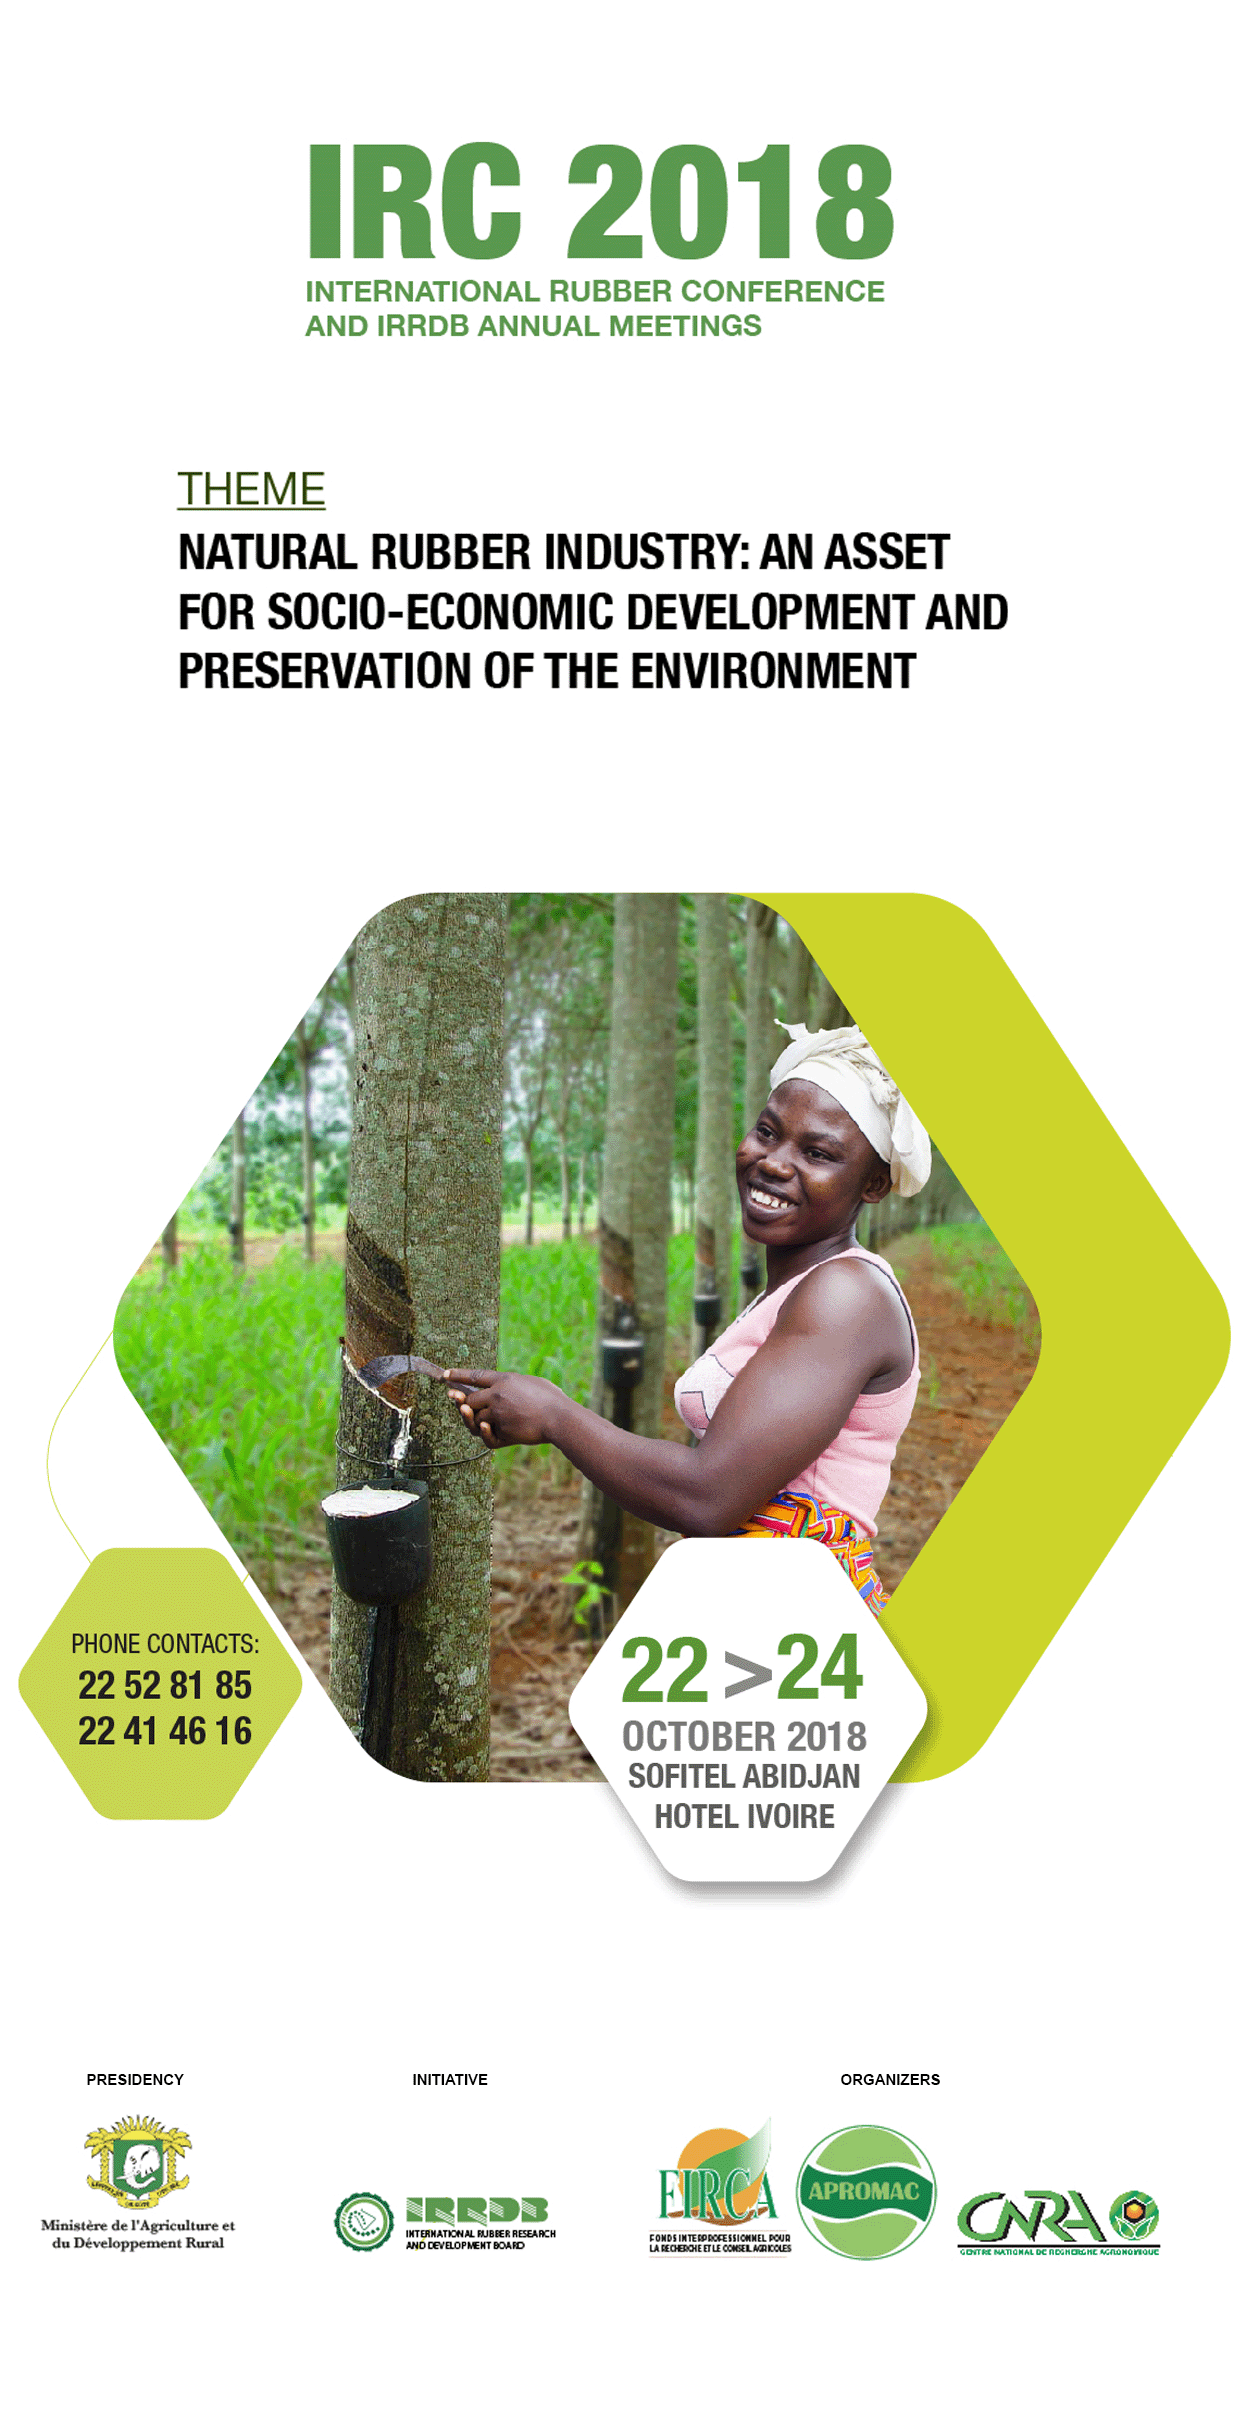 IRC 2018
INTERNATIONAL RUBBER CONFERENCE
AND IRRDB ANNUAL MEETINGS
THEME
NATURAL RUBBER INDUSTRY: AN ASSET
FOR SOCIO-ECONOMIC DEVELOPMENT AND
PRESERVATION OF THE ENVIRONMENT
PHONE CONTACTS:
22 52 81 85
22 41 46 16
22 >24
OCTOBER 2018
SOFITEL ABIDJAN
HOTEL IVOIRE
PRESIDENCY
Ministère de l'Agriculture et
du Développement Rural
INITIATIVE
IRRDB
INTERNATIONAL RUBBER RESEARCH
AND DEVELOPMENT BOARD
ORGANIZERS
FIRCA
FONDS INTERPROFESSIONNEL POUR
LA RECHERCHE ET LE CONSEIL AGRICOLES
APROMAC
CNRA
CENTRE NATIONAL DE RECHERCHE AGRONOMIQUE